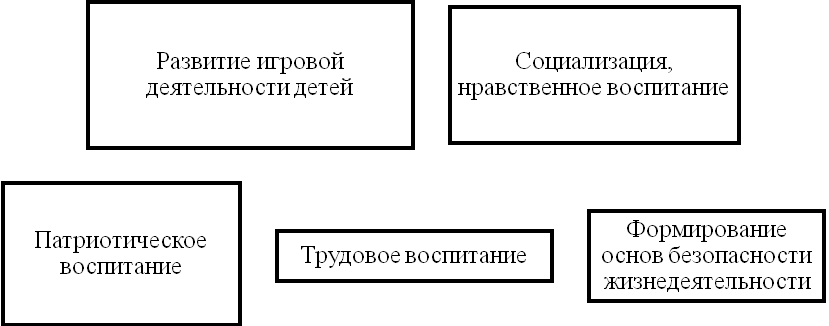 Развитие игровой
деятельности детей
Социализация,
нравственное воспитание
Патриотическое
воспитание
Трудовое воспитание
Формирование
основ безопасности
жизнедеятельности